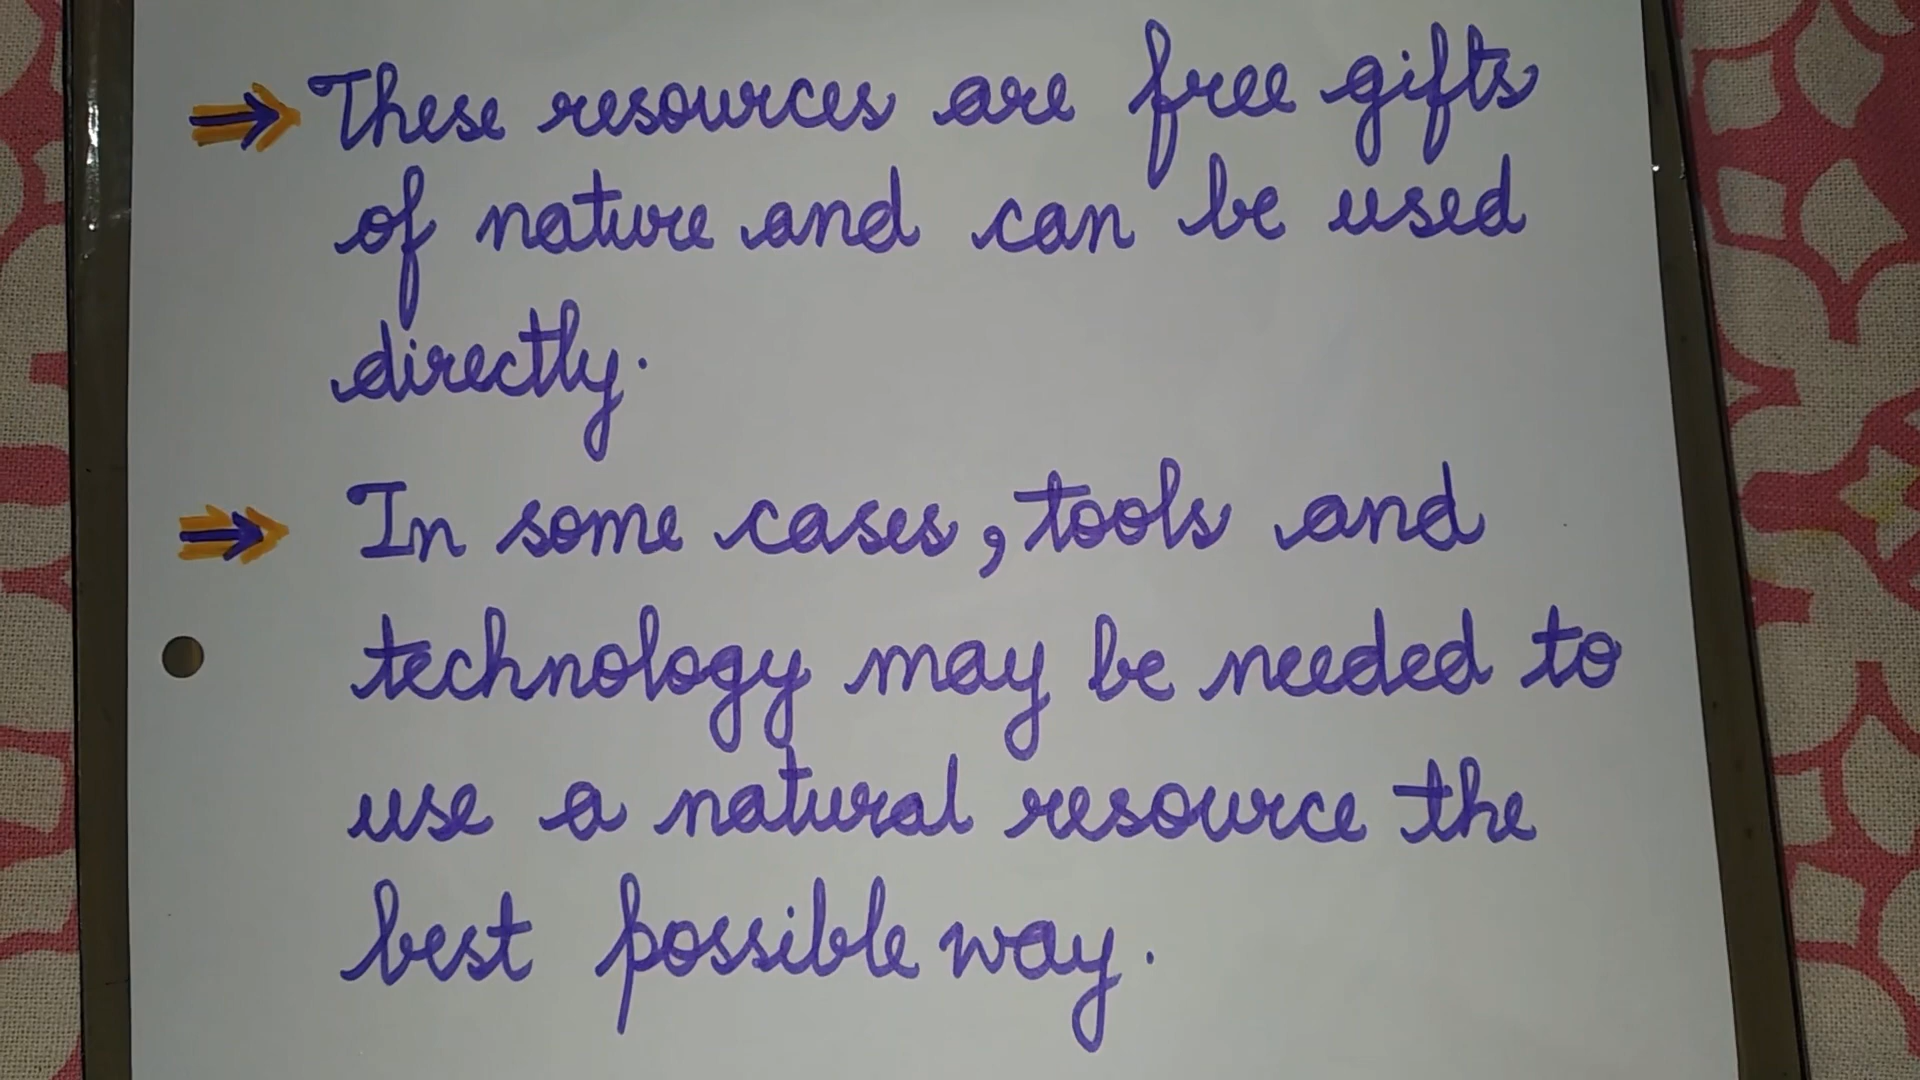 These resources are free gifts
of nature and can be used
directly.
In some cases, tools and
technology may be needed to
use a natural resource the
best possible way.